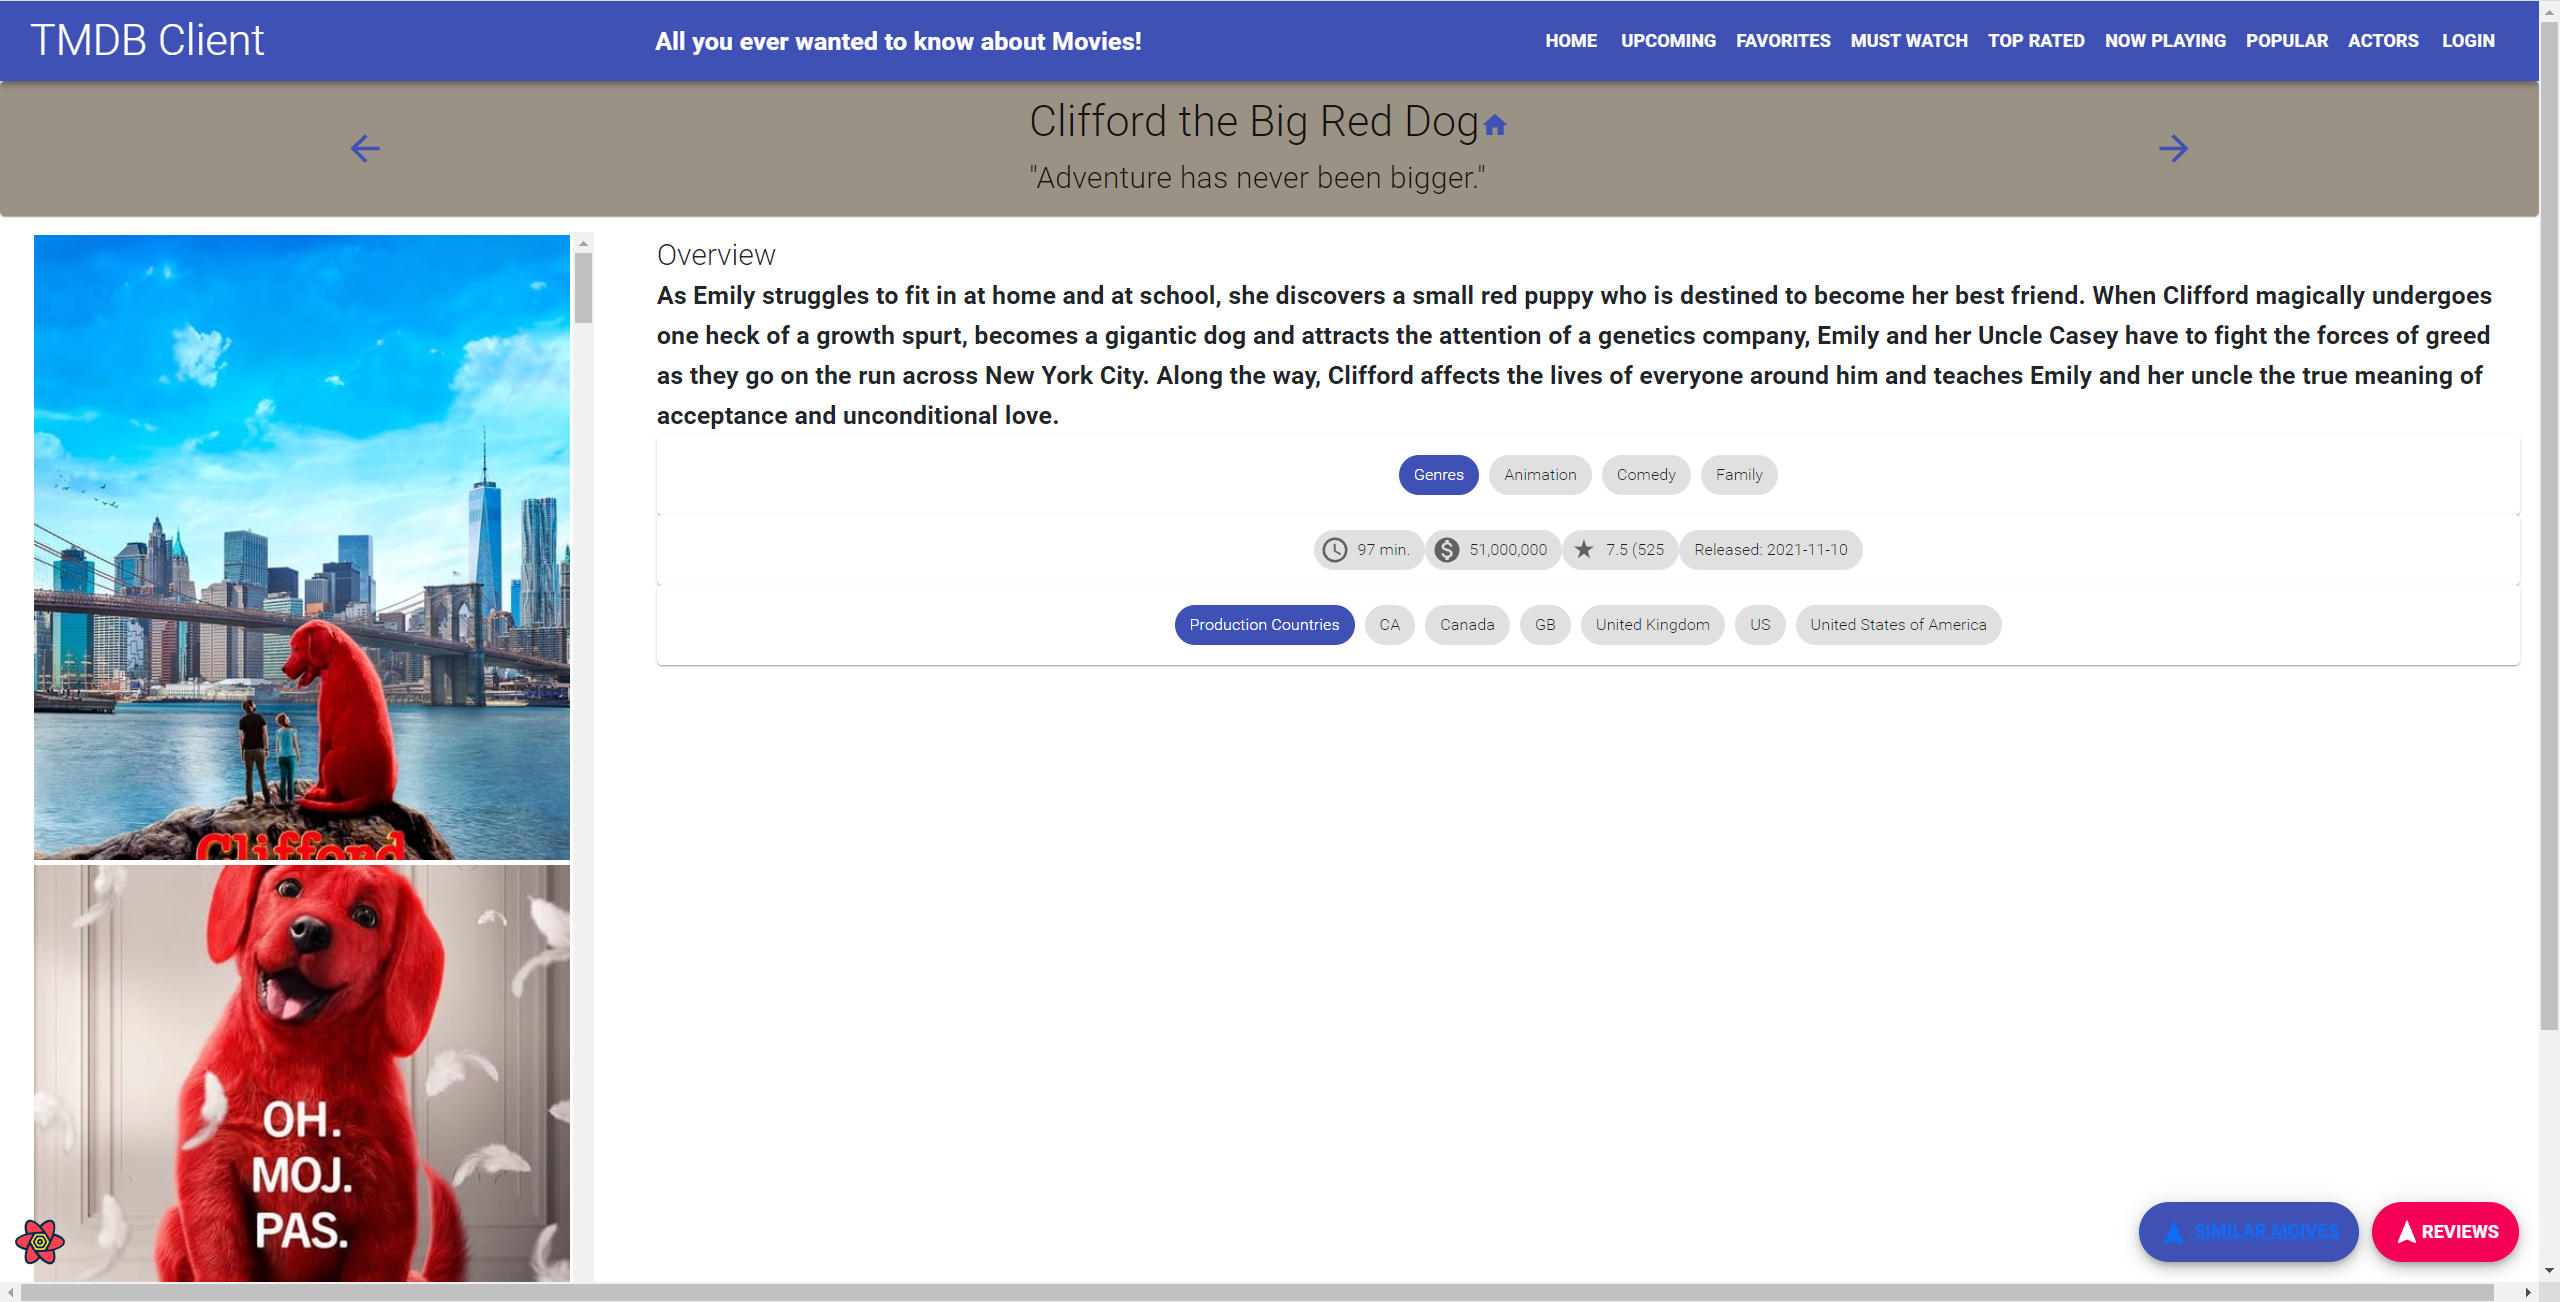 TMDB Client
All you ever wanted to know about Movies!
HOME UPCOMING FAVORITES MUST WATCH TOP RATED NOW PLAYING POPULAR ACTORS LOGIN
Clifford the Big Red Dog
"Adventure has never been bigger."
Overview
As Emily struggles to fit in at home and at school, she discovers a small red puppy who is destined to become her best friend. When Clifford magically undergoes
one heck of a growth spurt, becomes a gigantic dog and attracts the attention of a genetics company, Emily and her Uncle Casey have to fight the forces of greed
as they go on the run across New York City. Along the way, Clifford affects the lives of everyone around him and teaches Emily and her uncle the true meaning of
acceptance and unconditional love.
Genres Animation Comedy Family
97 min. 51,000,000 7.5 (525 Released: 2021-11-10
Production Countries CA Canada GB United Kingdom US United States of America
Clifford
OH.
MOJ.
PAS.
SIMILAR MOIVES REVIEWS